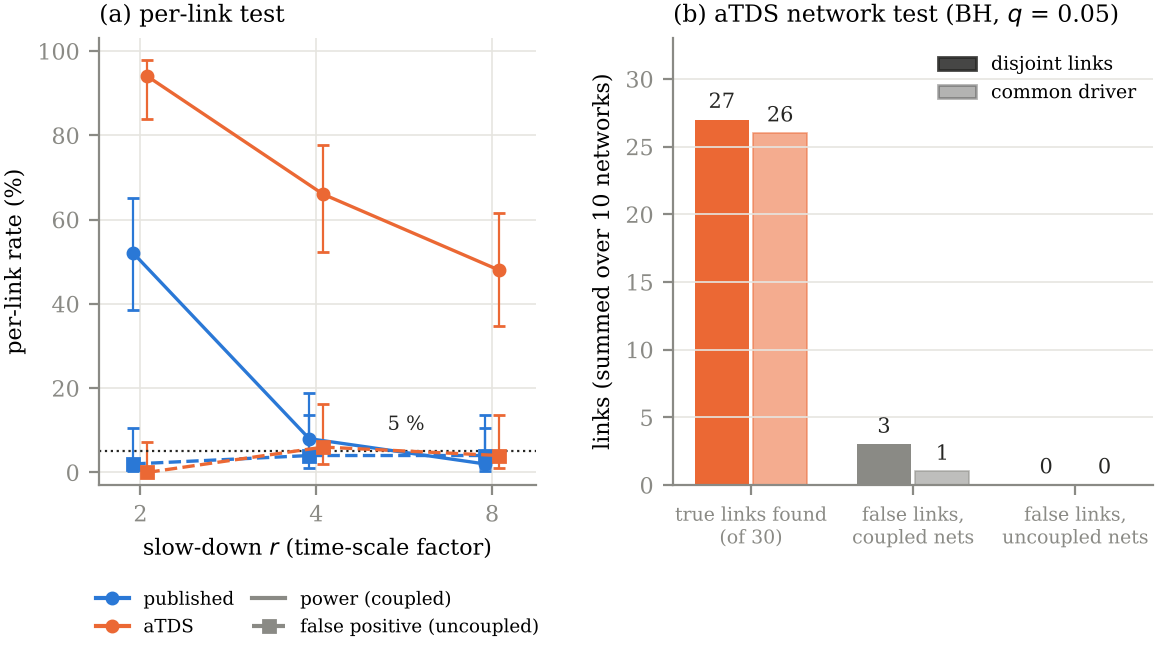 (a) per-link test
100
80
60
40
20
0
per-link rate (%)
5 %
2
4
8
slow-down r (time-scale factor)
published
aTDS
power (coupled)
false positive (uncoupled)
(b) aTDS network test (BH, q = 0.05)
disjoint links
common driver
30
25
20
15
10
5
0
links (summed over 10 networks)
27
26
3
1
0
0
true links found
(of 30)
false links,
coupled nets
false links,
uncoupled nets